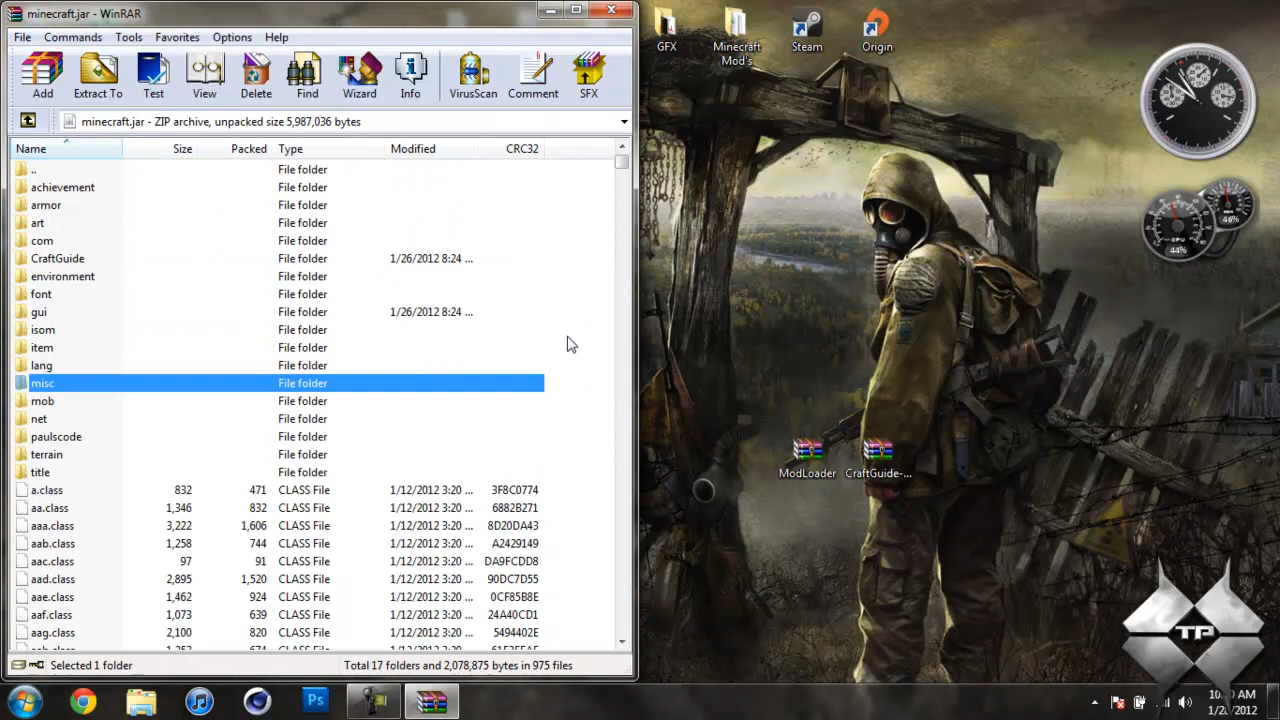 minecraft.jar - WinRAR
File Commands Tools Favorites Options Help
Add Extract To Test View Delete Find Wizard Info VirusScan Comment SFX
minecraft.jar - ZIP archive, unpacked size 5,987,036 bytes
Name Size Packed Type Modified CRC32
.. File folder
achievement File folder
armor File folder
art File folder
com File folder
CraftGuide File folder 1/26/2012 8:24 ...
environment File folder
font File folder
gui File folder 1/26/2012 8:24 ...
isom File folder
item File folder
lang File folder
misc File folder
mob File folder
net File folder
paulscode File folder
terrain File folder
title File folder
a.class 832 471 CLASS File 1/12/2012 3:20 ... 3F8C0774
aa.class 1,346 832 CLASS File 1/12/2012 3:20 ... 6882B271
aaa.class 3,222 1,606 CLASS File 1/12/2012 3:20 ... 8D20DA43
aab.class 1,258 744 CLASS File 1/12/2012 3:20 ... A2429149
aac.class 97 91 CLASS File 1/12/2012 3:20 ... DA9FCDD8
aad.class 2,895 1,520 CLASS File 1/12/2012 3:20 ... 90DC7D55
aae.class 1,462 924 CLASS File 1/12/2012 3:20 ... 0CF85B8E
aaf.class 1,073 639 CLASS File 1/12/2012 3:20 ... 24A40CD1
aag.class 2,100 820 CLASS File 1/12/2012 3:20 ... 5494402E
Selected 1 folder Total 17 folders and 2,078,875 bytes in 975 files
GFX
Minecraft Mod's
Steam
Origin
46%
CPU
44%
ModLoader
CraftGuide-...
TP
Ps
AM